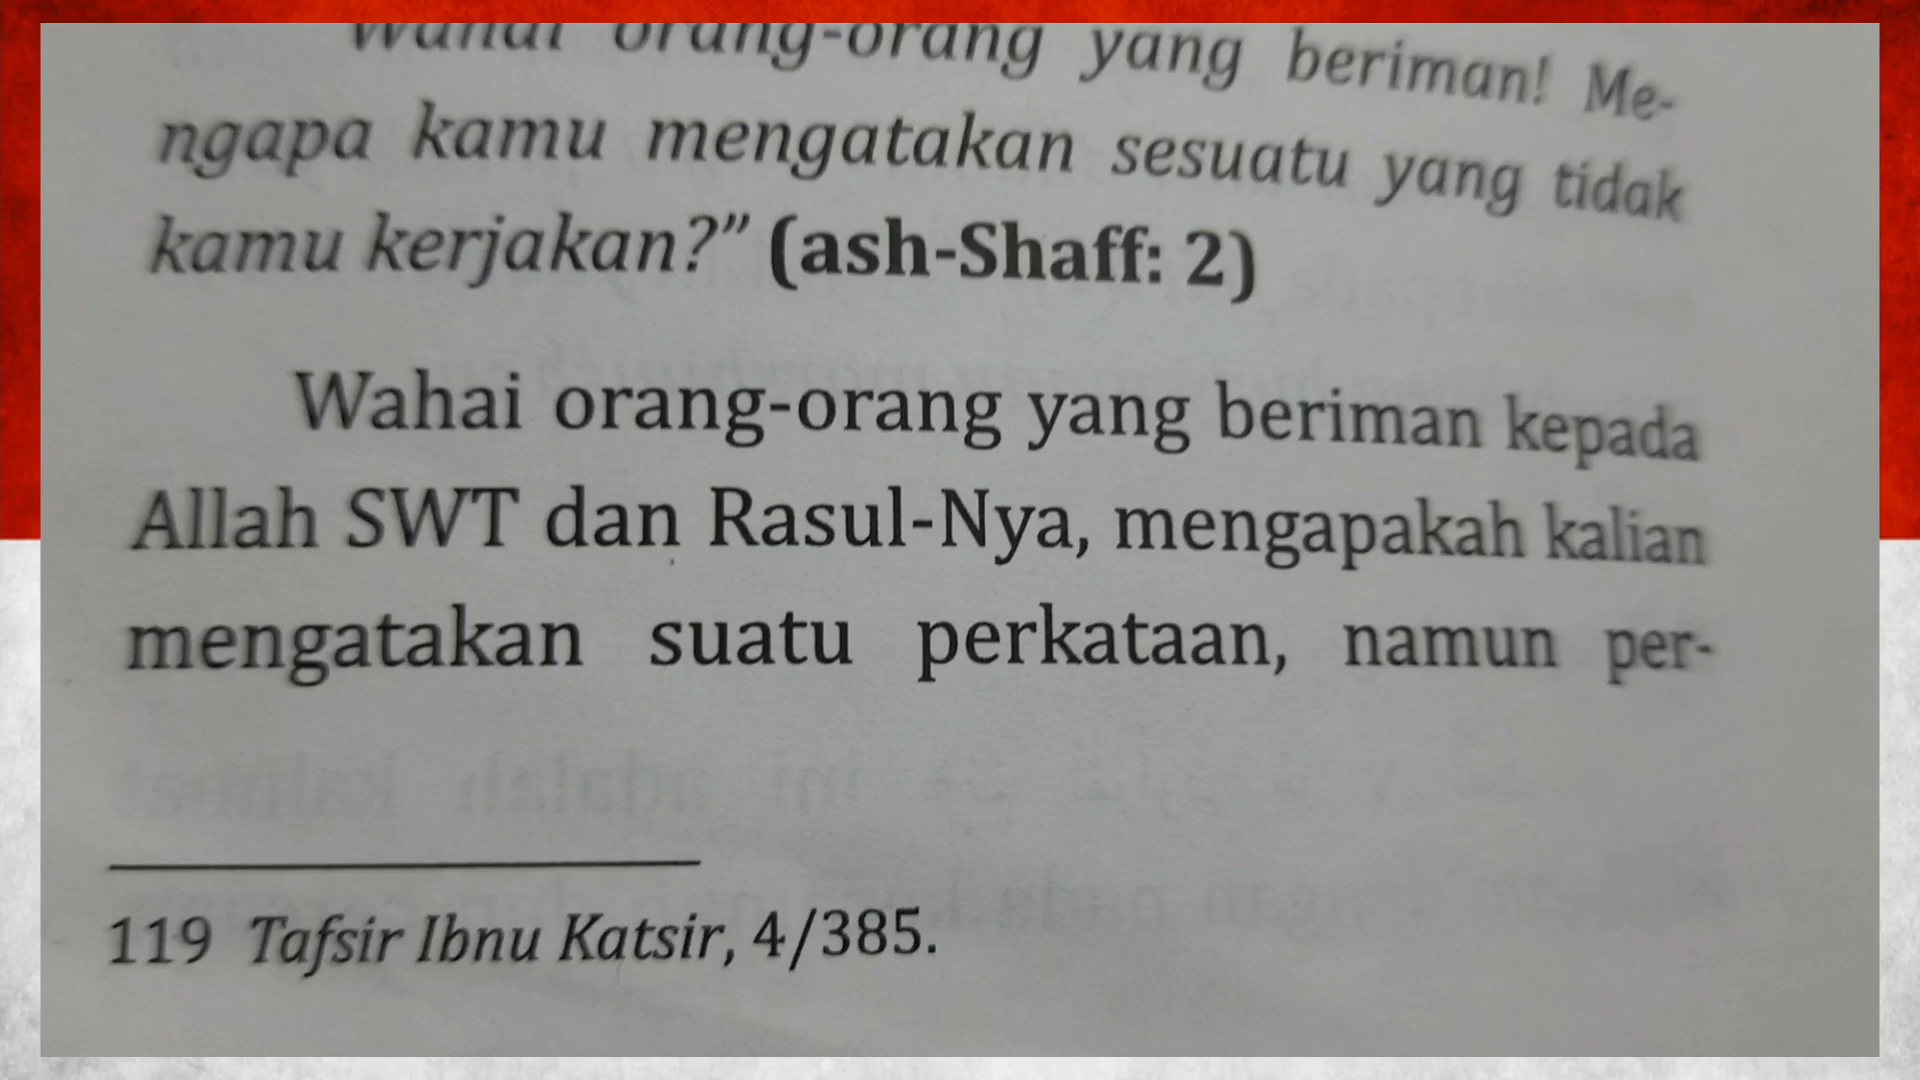 Wahai orang-orang yang beriman! Me-
ngapa kamu mengatakan sesuatu yang tidak
kamu kerjakan?” (ash-Shaff: 2)
Wahai orang-orang yang beriman kepada
Allah SWT dan Rasul-Nya, mengapakah kalian
mengatakan suatu perkataan, namun per-
119 Tafsir Ibnu Katsir, 4/385.